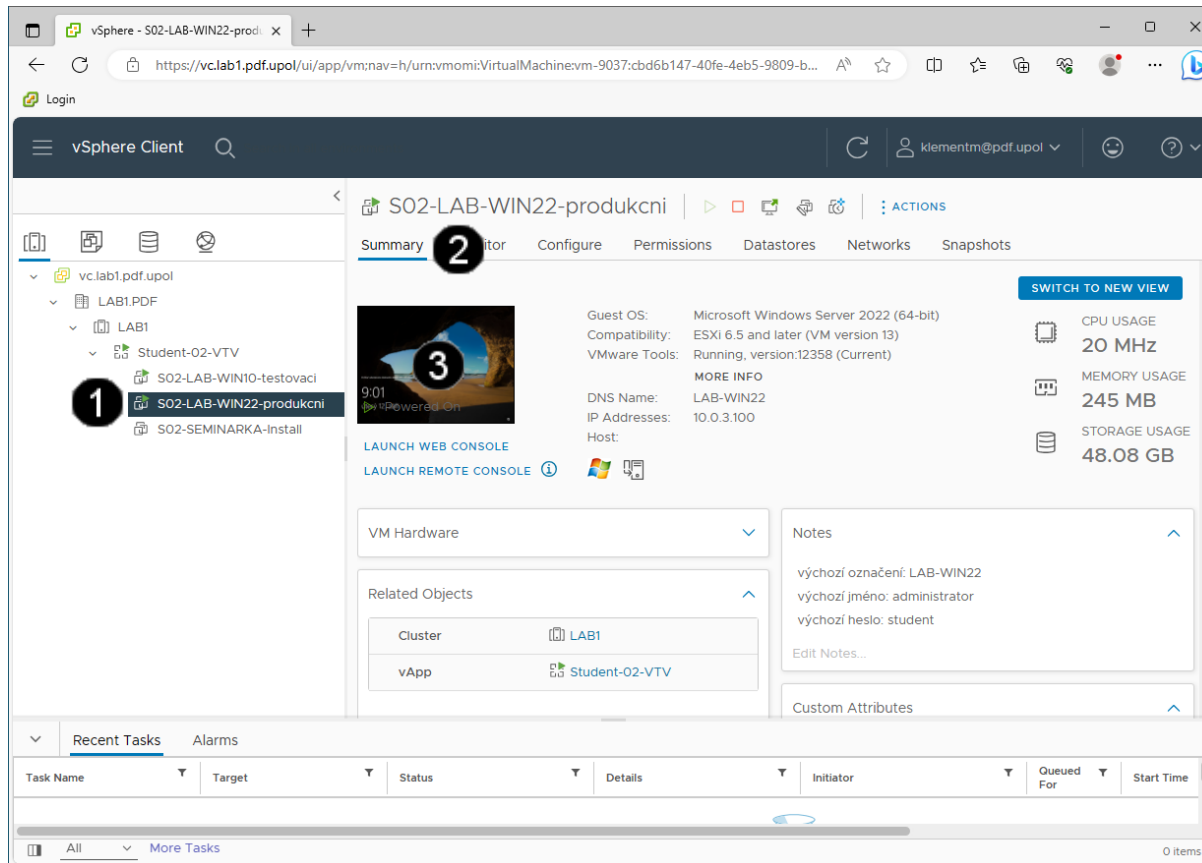 vSphere - S02-LAB-WIN22-produ
https://vc.lab1.pdf.upol/ui/app/vm;nav=h/urn:vmomi:VirtualMachine:vm-9037:cbd6b147-40fe-4eb5-9809-b...
Login
vSphere Client
klementm@pdf.upol
S02-LAB-WIN22-produkcni
ACTIONS
Summary
2
Configure
Permissions
Datastores
Networks
Snapshots
vc.lab1.pdf.upol
LAB1.PDF
LAB1
Student-02-VTV
S02-LAB-WIN10-testovaci
1
S02-LAB-WIN22-produkcni
S02-SEMINARKA-Install
SWITCH TO NEW VIEW
3
9:01
Powered On
LAUNCH WEB CONSOLE
LAUNCH REMOTE CONSOLE
Guest OS: Microsoft Windows Server 2022 (64-bit)
Compatibility: ESXi 6.5 and later (VM version 13)
VMware Tools: Running, version:12358 (Current)
MORE INFO
DNS Name: LAB-WIN22
IP Addresses: 10.0.3.100
Host:
CPU USAGE
20 MHz
MEMORY USAGE
245 MB
STORAGE USAGE
48.08 GB
VM Hardware
Related Objects
Cluster LAB1
vApp Student-02-VTV
Notes
výchozí označení: LAB-WIN22
výchozí jméno: administrator
výchozí heslo: student
Edit Notes...
Custom Attributes
Recent Tasks
Alarms
Task Name
Target
Status
Details
Initiator
Queued
For
Start Time
All
More Tasks
0 items